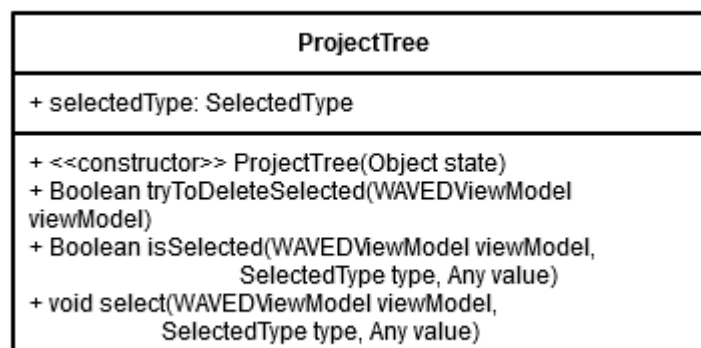 ProjectTree
+ selectedType: SelectedType
+ <<constructor>> ProjectTree(Object state)
+ Boolean tryToDeleteSelected(WAVEDViewModel
viewModel)
+ Boolean isSelected(WAVEDViewModel viewModel,
SelectedType type, Any value)
+ void select(WAVEDViewModel viewModel,
SelectedType type, Any value)